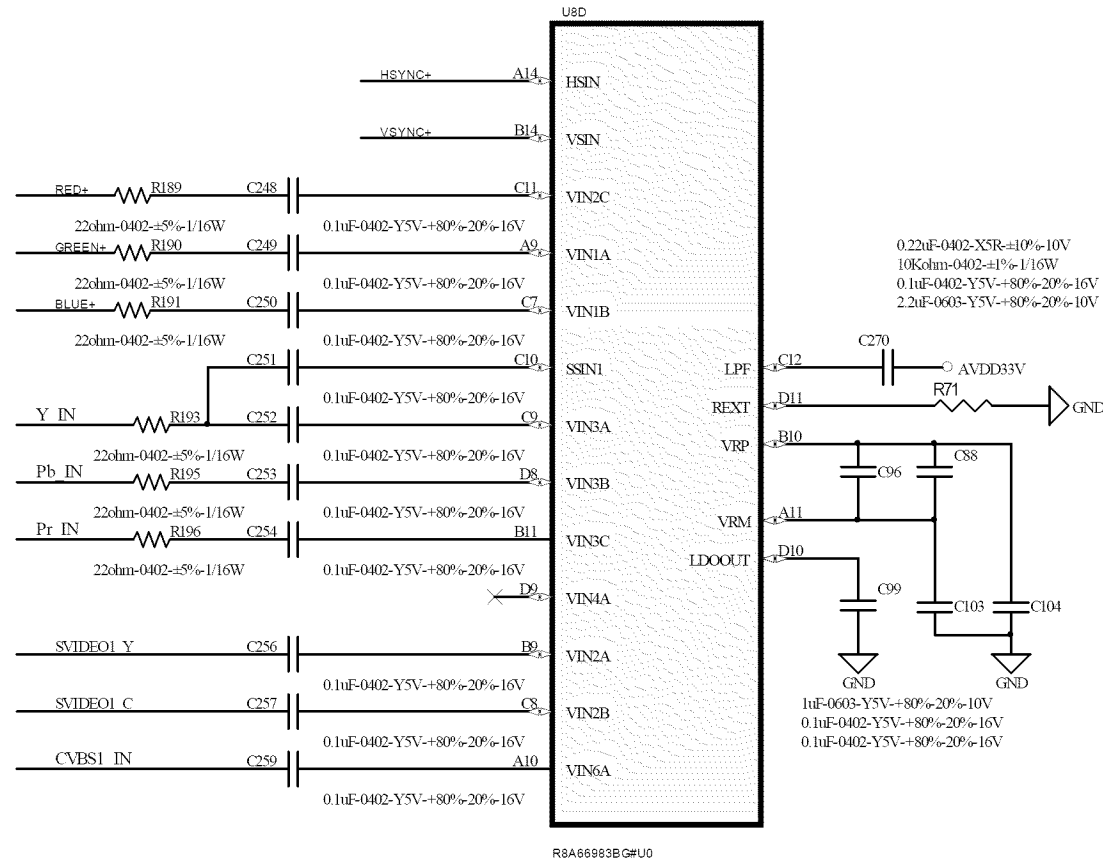 U8D
HSYNC+ A14 HSIN
VSYNC+ B14 VSIN
RED+ R189 C248 C11 VIN2C
22ohm-0402-±5%-1/16W 0.1uF-0402-Y5V-+80%-20%-16V
GREEN+ R190 C249 A9 VIN1A
22ohm-0402-±5%-1/16W 0.1uF-0402-Y5V-+80%-20%-16V
BLUE+ R191 C250 C7 VIN1B
22ohm-0402-±5%-1/16W 0.1uF-0402-Y5V-+80%-20%-16V
C251 C10 SSIN1
0.1uF-0402-Y5V-+80%-20%-16V
Y_IN R193 C252 C9 VIN3A
22ohm-0402-±5%-1/16W 0.1uF-0402-Y5V-+80%-20%-16V
Pb_IN R195 C253 D8 VIN3B
22ohm-0402-±5%-1/16W 0.1uF-0402-Y5V-+80%-20%-16V
Pr_IN R196 C254 B11 VIN3C
22ohm-0402-±5%-1/16W 0.1uF-0402-Y5V-+80%-20%-16V
D9 VIN4A
SVIDEO1_Y C256 B9 VIN2A
0.1uF-0402-Y5V-+80%-20%-16V
SVIDEO1_C C257 C8 VIN2B
0.1uF-0402-Y5V-+80%-20%-16V
CVBS1_IN C259 A10 VIN6A
0.1uF-0402-Y5V-+80%-20%-16V
0.22uF-0402-X5R-±10%-10V
10Kohm-0402-±1%-1/16W
0.1uF-0402-Y5V-+80%-20%-16V
2.2uF-0603-Y5V-+80%-20%-10V
LPF C12 C270 AVDD33V
REXT D11 R71 GND
VRP B10
C96 C88
VRM A11
LDOOUT D10
C99 C103 C104
GND GND
1uF-0603-Y5V-+80%-20%-10V
0.1uF-0402-Y5V-+80%-20%-16V
0.1uF-0402-Y5V-+80%-20%-16V
R8A66983BG#U0